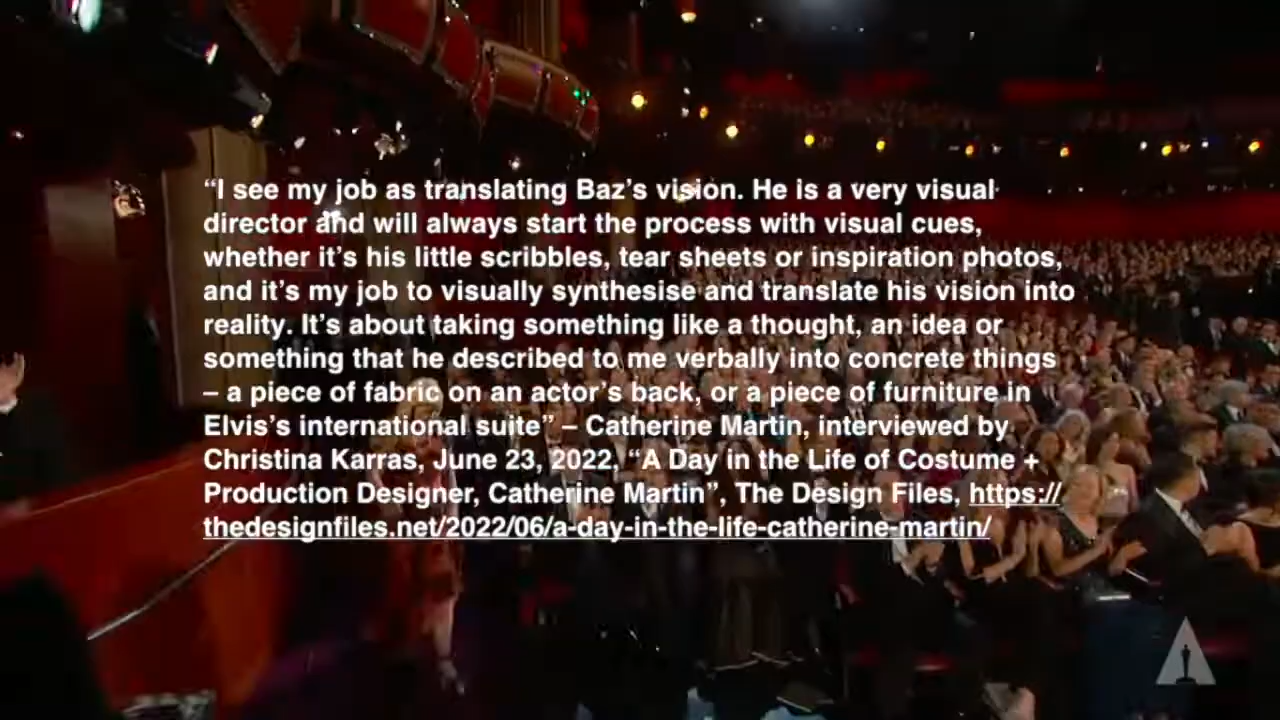 “I see my job as translating Baz’s vision. He is a very visual
director and will always start the process with visual cues,
whether it’s his little scribbles, tear sheets or inspiration photos,
and it’s my job to visually synthesise and translate his vision into
reality. It’s about taking something like a thought, an idea or
something that he described to me verbally into concrete things
– a piece of fabric on an actor’s back, or a piece of furniture in
Elvis’s international suite” – Catherine Martin, interviewed by
Christina Karras, June 23, 2022, “A Day in the Life of Costume +
Production Designer, Catherine Martin”, The Design Files, https://
thedesignfiles.net/2022/06/a-day-in-the-life-catherine-martin/